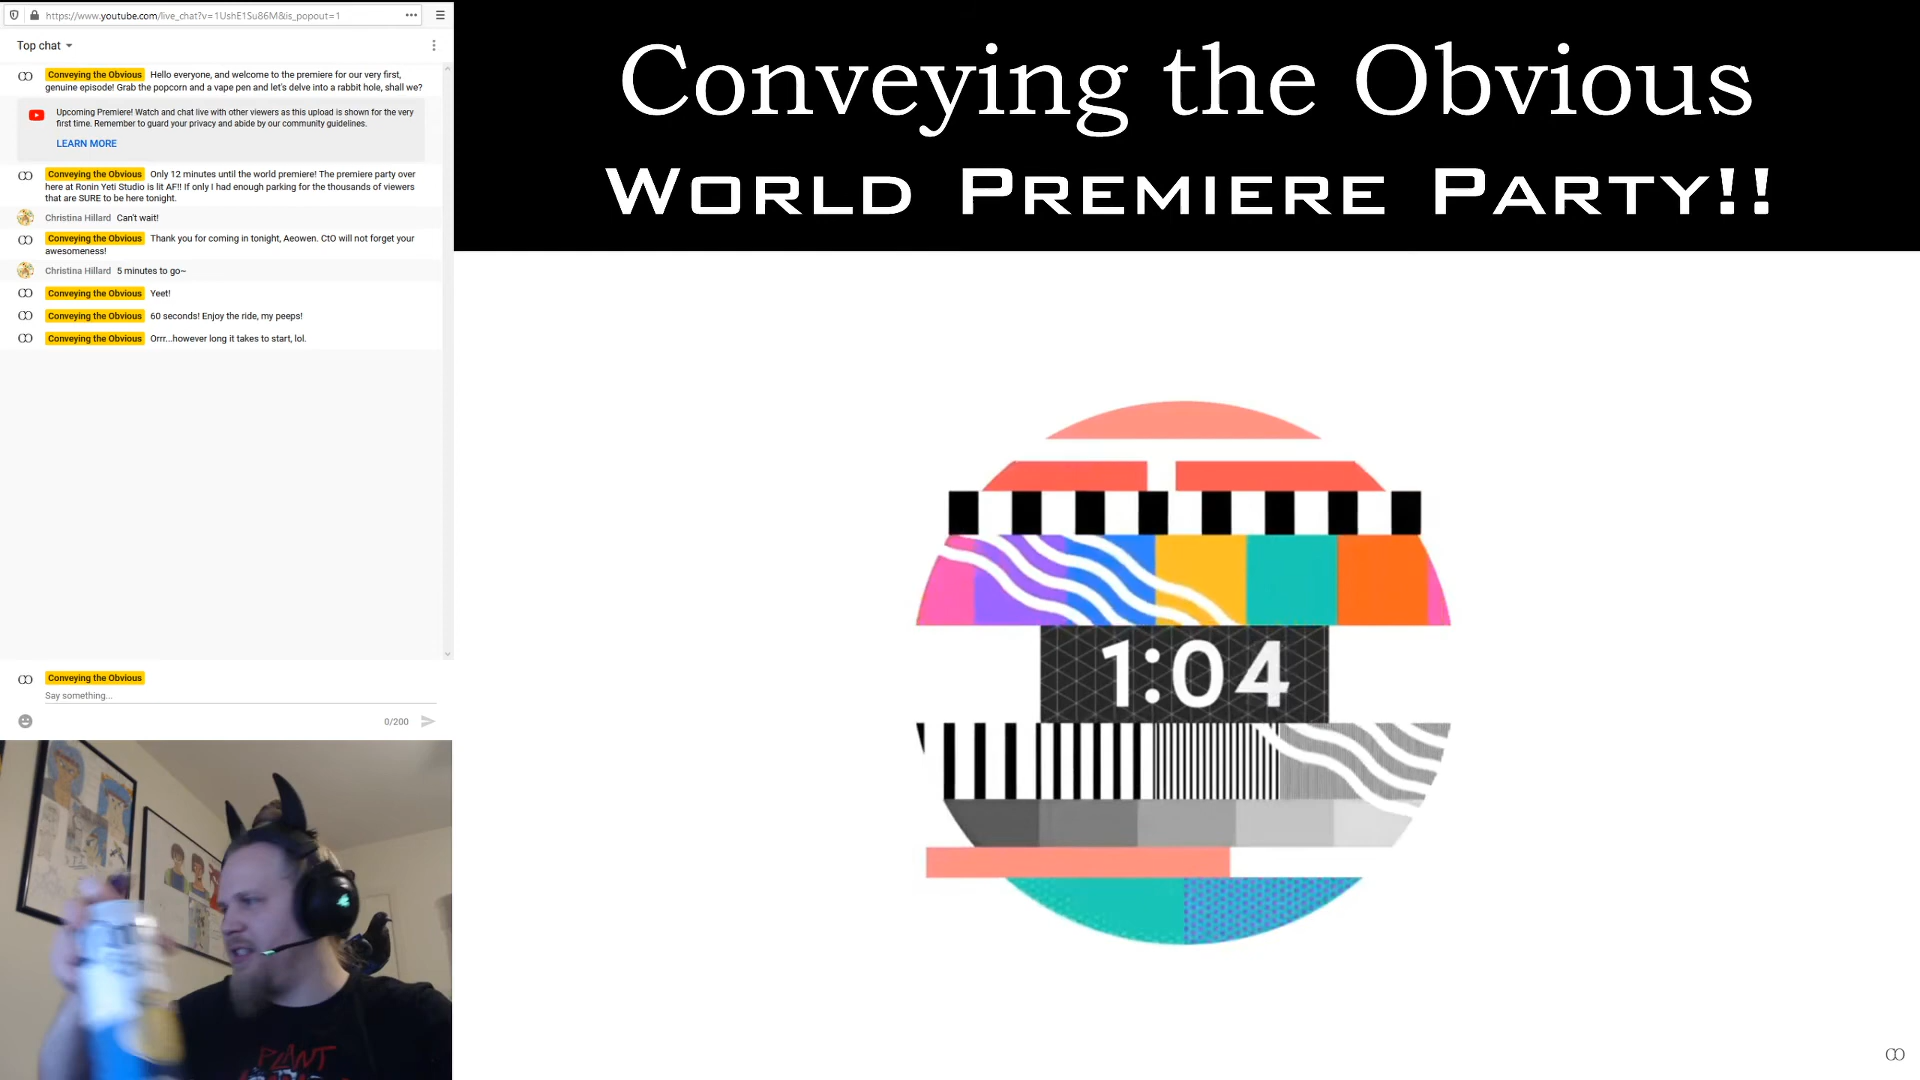 https://www.youtube.com/live_chat?v=1UshE1Su86M&is_popout=1
Top chat
Conveying the Obvious Hello everyone, and welcome to the premiere for our very first,
genuine episode! Grab the popcorn and a vape pen and let's delve into a rabbit hole, shall we?
Upcoming Premiere! Watch and chat live with other viewers as this upload is shown for the very
first time. Remember to guard your privacy and abide by our community guidelines.
LEARN MORE
Conveying the Obvious Only 12 minutes until the world premiere! The premiere party over
here at Ronin Yeti Studio is lit AF!! If only I had enough parking for the thousands of viewers
that are SURE to be here tonight.
Christina Hillard Can't wait!
Conveying the Obvious Thank you for coming in tonight, Aeowen. CtO will not forget your
awesomeness!
Christina Hillard 5 minutes to go~
Conveying the Obvious Yeet!
Conveying the Obvious 60 seconds! Enjoy the ride, my peeps!
Conveying the Obvious Orrr...however long it takes to start, lol.
Conveying the Obvious
Say something...
0/200
Conveying the Obvious
World Premiere Party!!
1:04
PLANT